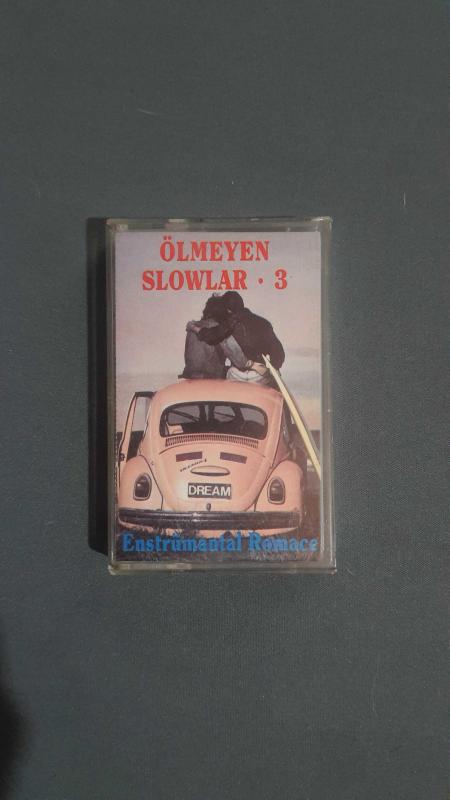 ÖLMEYEN
SLOWLAR · 3
DREAM
Enstrümantal Romace